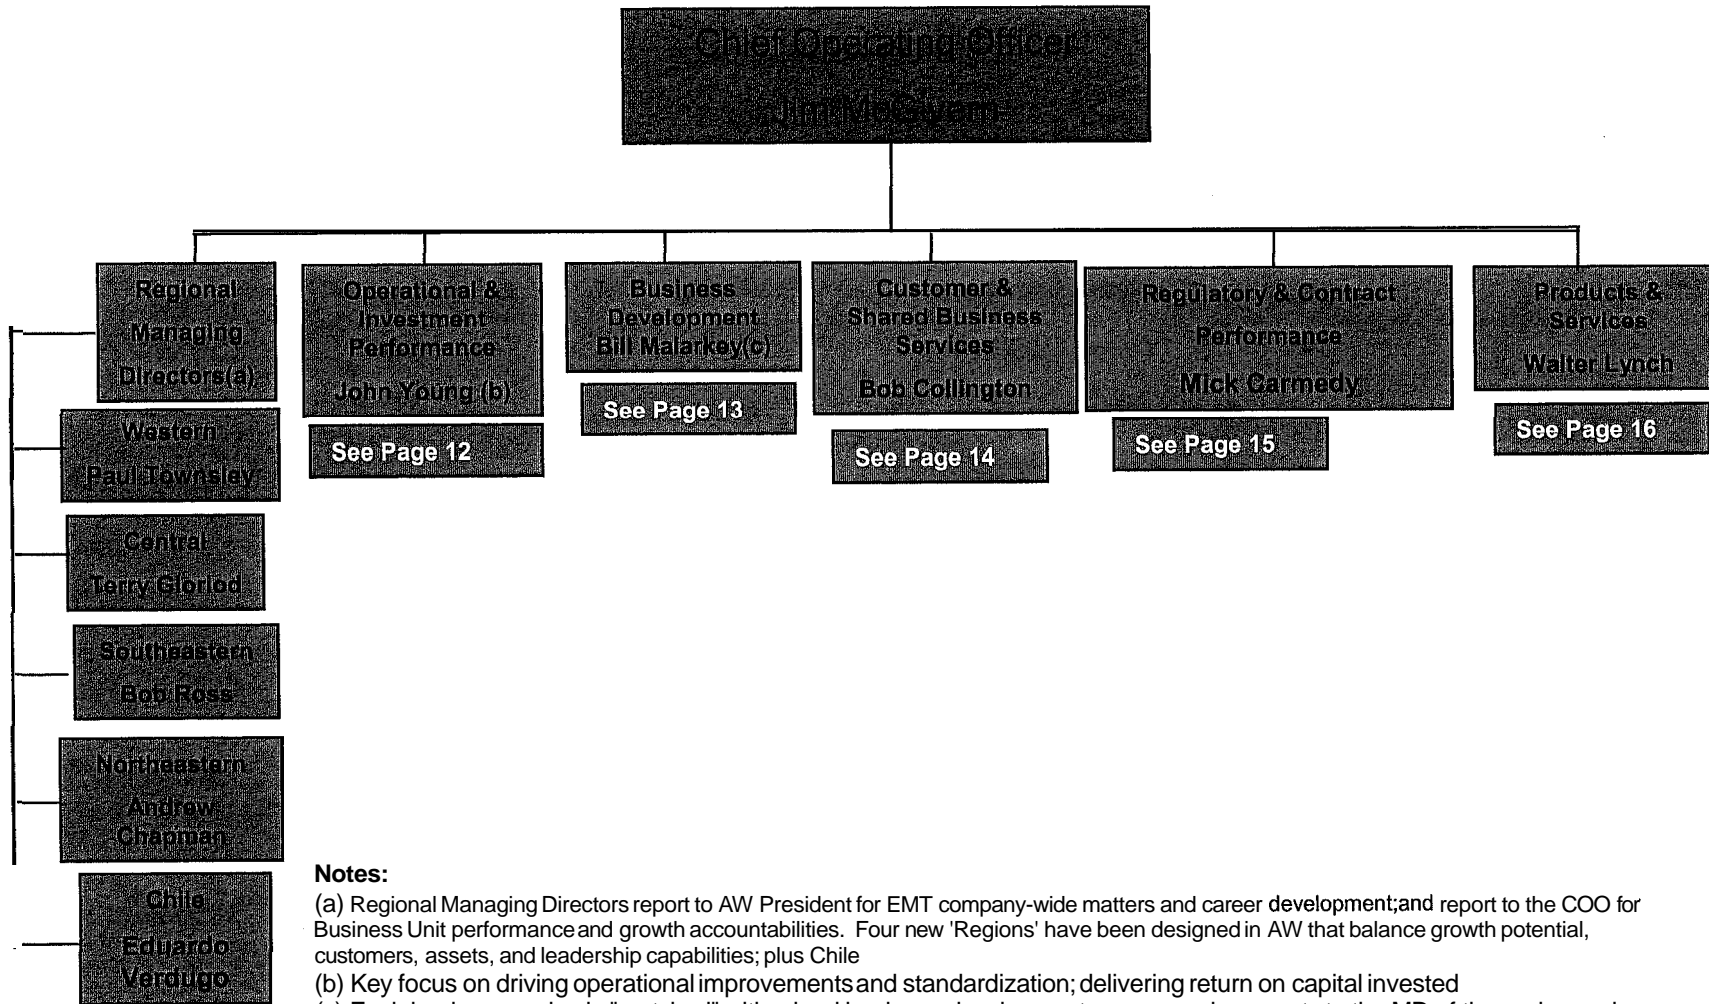 Chief Operating Officer
Jim McGivern
Regional
Managing
Directors(a)
Operational &
Investment
Performance
John Young (b)
See Page 12
Business
Development
Bill Malarkey(c)
See Page 13
Customer &
Shared Business
Services
Bob Collington
See Page 14
Regulatory & Contract
Performance
Mick Carmedy
See Page 15
Products &
Services
Walter Lynch
See Page 16
Western
Paul Townsley
Central
Terry Gloriod
Southeastern
Bob Ross
Northeastern
Andrew
Chapman
Chile
Eduardo
Verdulgo
Notes:
(a) Regional Managing Directors report to AW President for EMT company-wide matters and career development;and report to the COO for
Business Unit performance and growth accountabilities. Four new 'Regions' have been designed in AW that balance growth potential,
customers, assets, and leadership capabilities; plus Chile
(b) Key focus on driving operational improvements and standardization; delivering return on capital invested